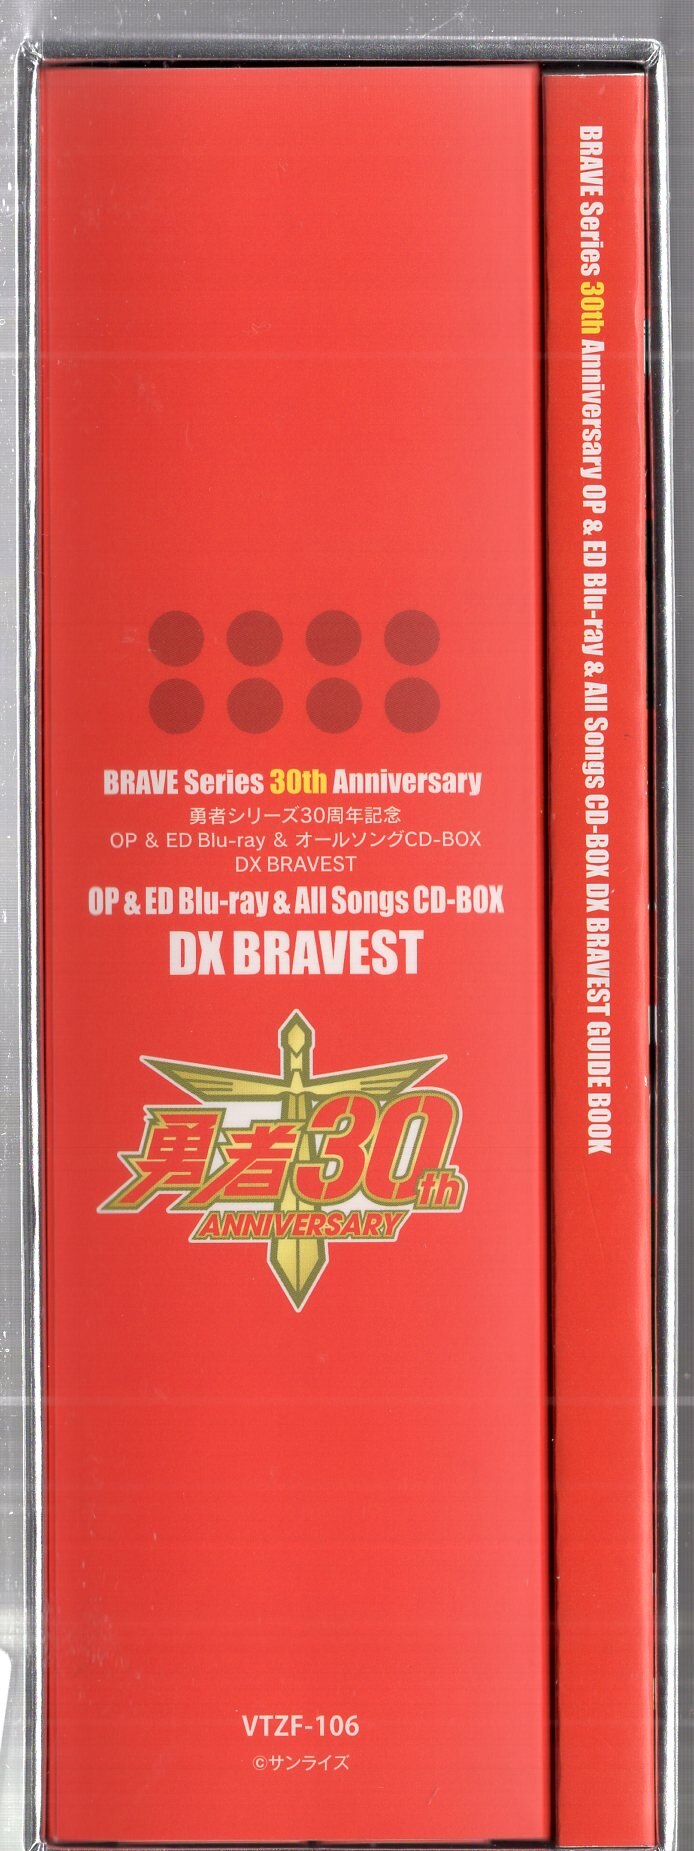 BRAVE Series 30th Anniversary
勇者シリーズ30周年記念
OP & ED Blu-ray & オールソングCD-BOX
DX BRAVEST
OP & ED Blu-ray & All Songs CD-BOX
DX BRAVEST
勇者30th
ANNIVERSARY
VTZF-106
©サンライズ
BRAVE Series 30th Anniversary OP & ED Blu-ray & All Songs CD-BOX DX BRAVEST GUIDE BOOK